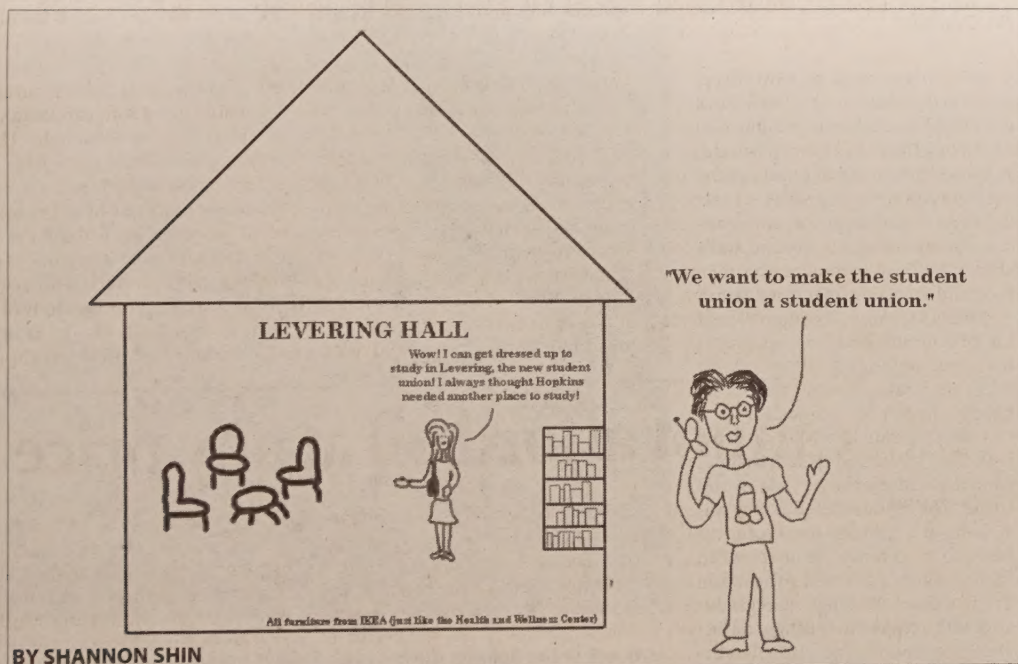 "We want to make the student
union a student union."
LEVERING HALL
Wow! I can get dressed up to
study in Levering, the new student
union! I always thought Hopkins
needed another place to study!
All furniture from IKEA (just like the Health and Wellness Center)
BY SHANNON SHIN